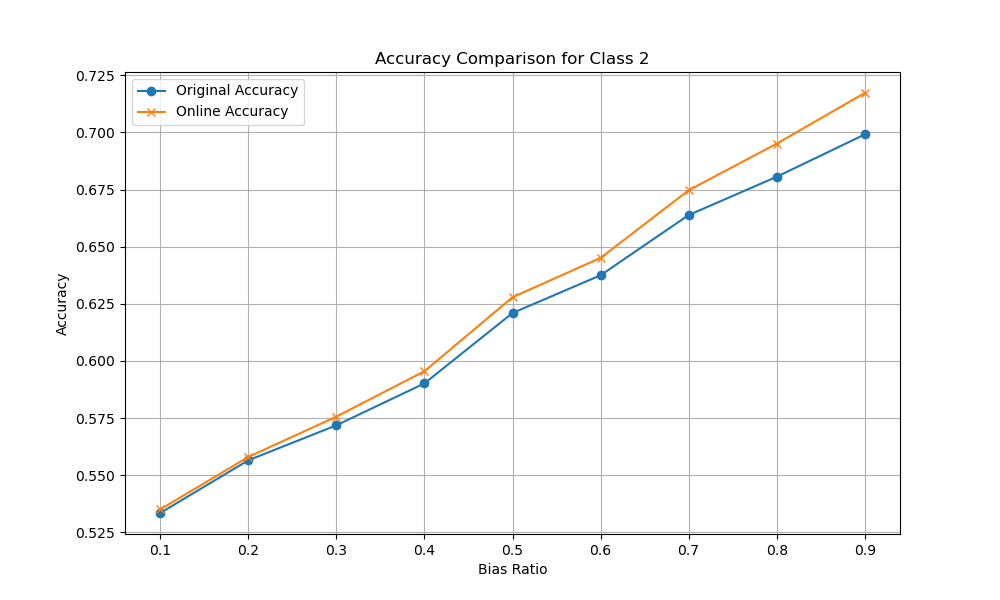 Accuracy Comparison for Class 2
Original Accuracy
Online Accuracy
0.725
0.700
0.675
0.650
0.625
0.600
0.575
0.550
0.525
Accuracy
0.1 0.2 0.3 0.4 0.5 0.6 0.7 0.8 0.9
Bias Ratio